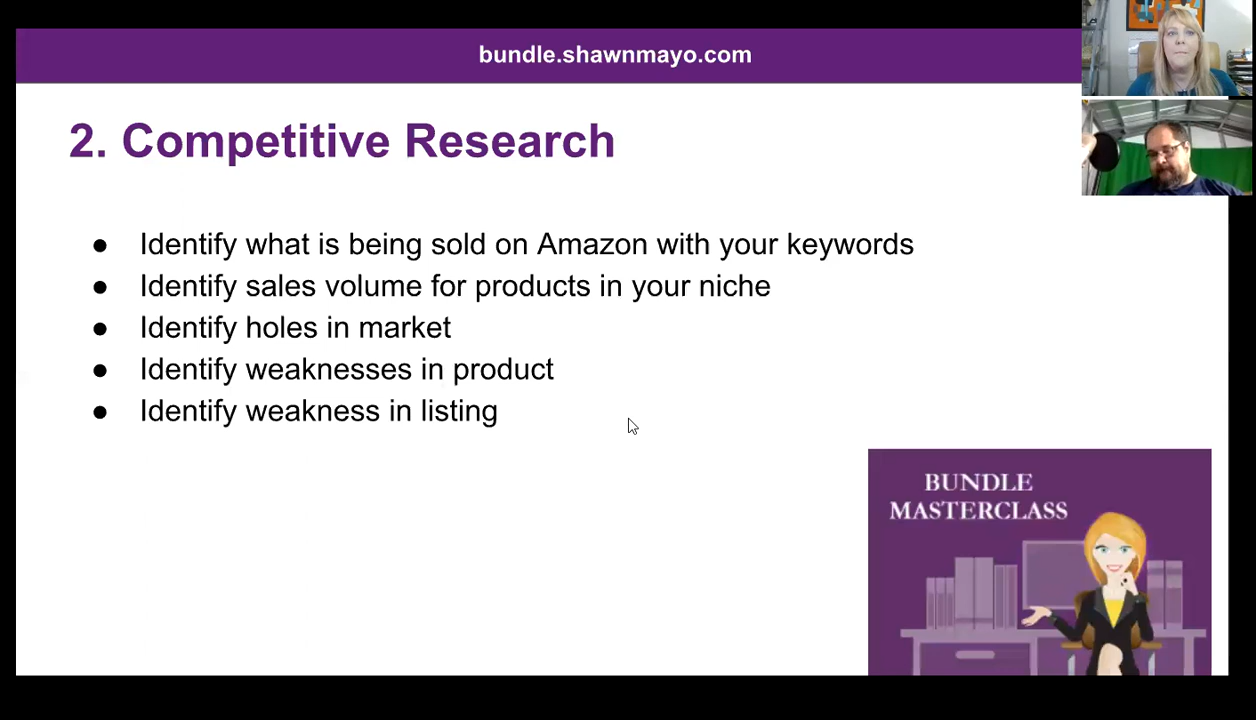 bundle.shawnmayo.com
2. Competitive Research
● Identify what is being sold on Amazon with your keywords
● Identify sales volume for products in your niche
● Identify holes in market
● Identify weaknesses in product
● Identify weakness in listing
BUNDLE
MASTERCLASS